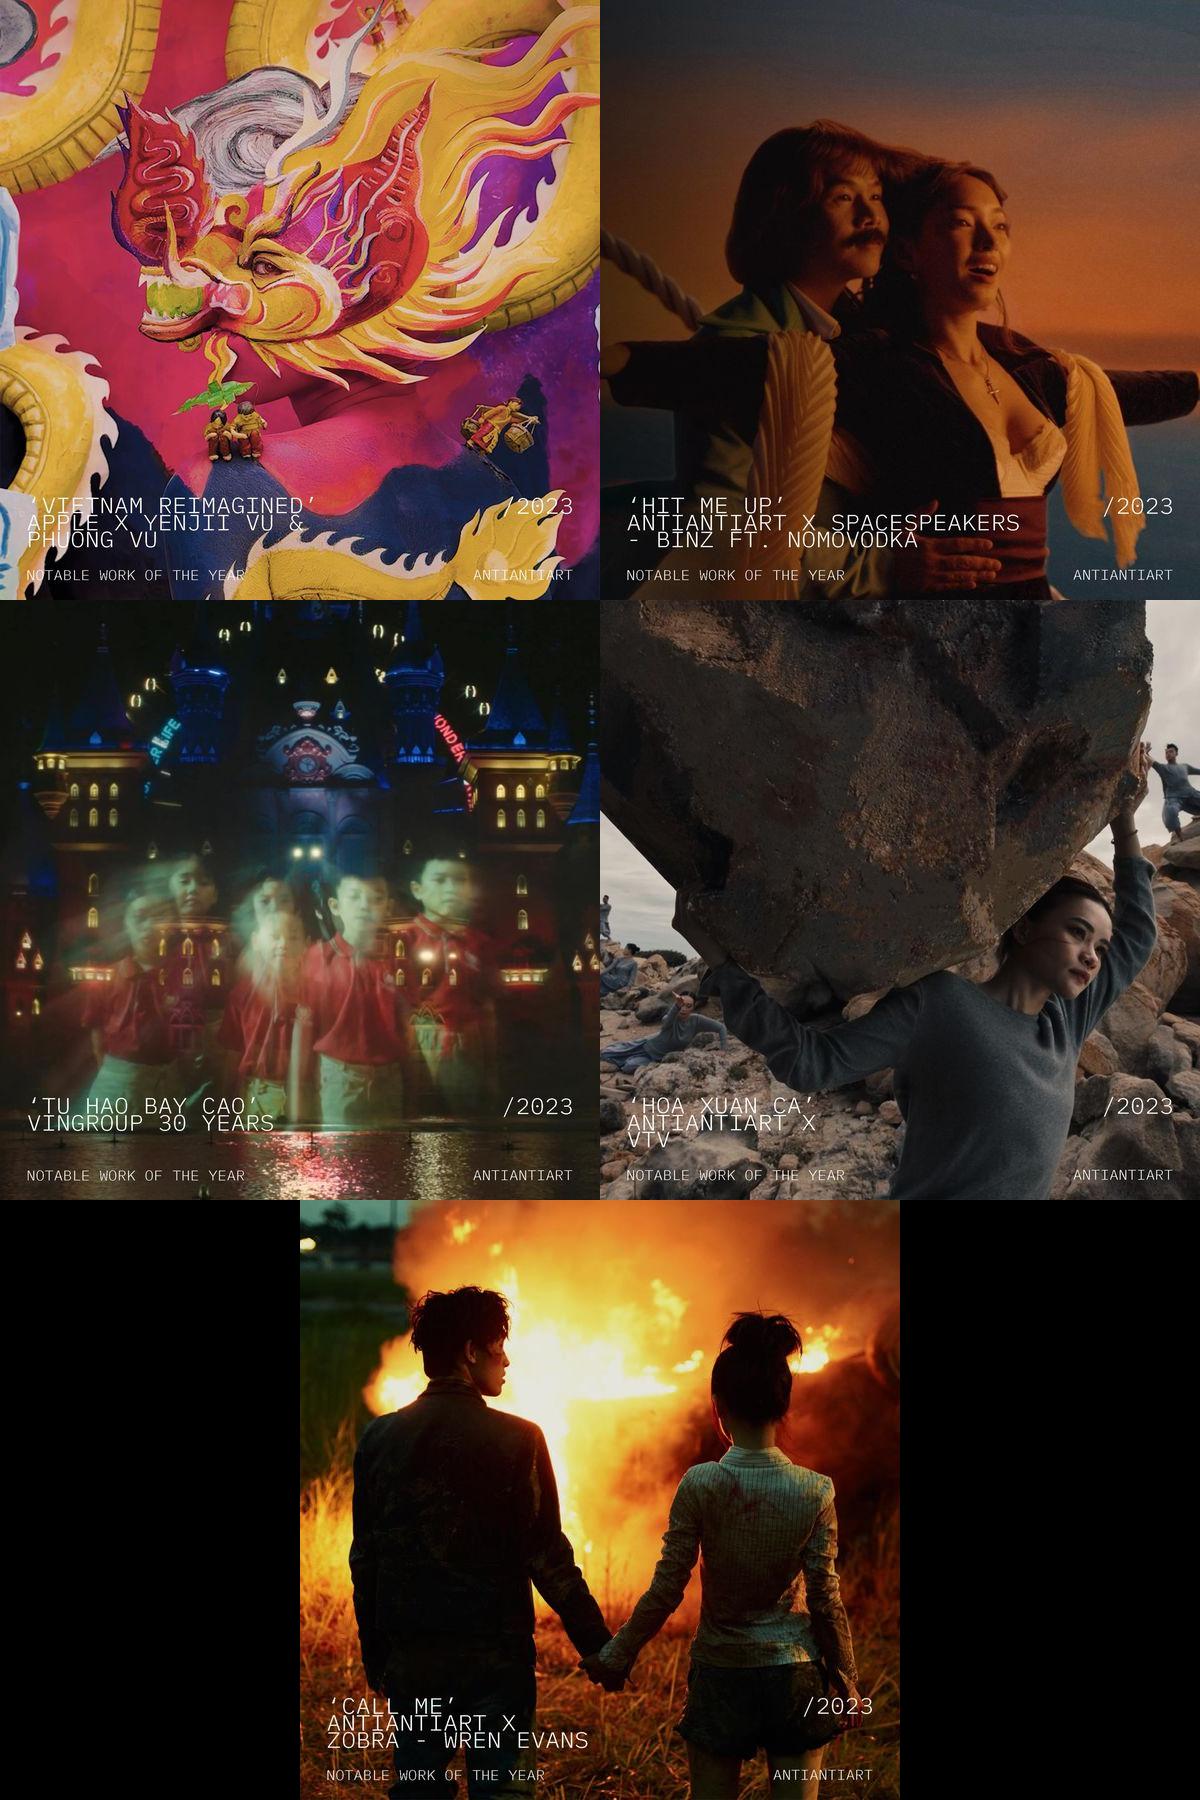 ‘VIETNAM REIMAGINED’
APPLE X YENJII VU &
PHUONG VU
/2023
NOTABLE WORK OF THE YEAR
ANTIANTIART
‘HIT ME UP’
ANTIANTIART X SPACESPEAKERS
- BINZ FT. NOMOVODKA
/2023
NOTABLE WORK OF THE YEAR
ANTIANTIART
ER LIFE
WONDER
‘TU HAO BAY CAO’
VINGROUP 30 YEARS
/2023
NOTABLE WORK OF THE YEAR
ANTIANTIART
‘HOA XUAN CA’
ANTIANTIART X
VTV
/2023
NOTABLE WORK OF THE YEAR
ANTIANTIART
‘CALL ME’
ANTIANTIART X
ZOBRA - WREN EVANS
/2023
NOTABLE WORK OF THE YEAR
ANTIANTIART